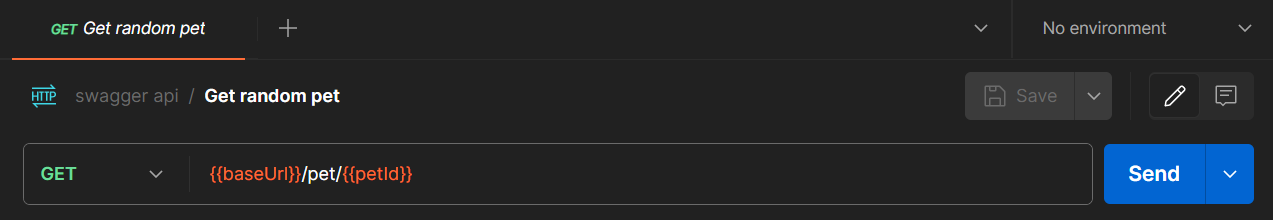 GET Get random pet
No environment
HTTP swagger api / Get random pet
Save
GET {{baseUrl}}/pet/{{petId}}
Send